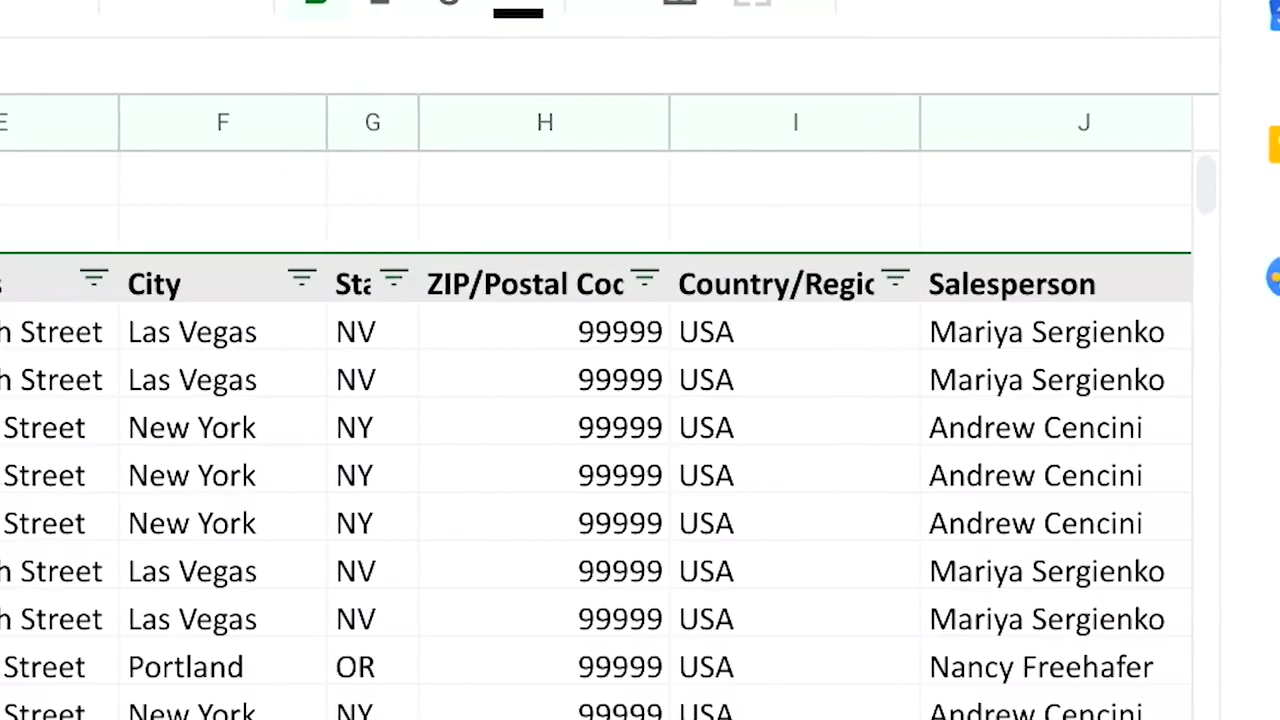 E F G H I J
s City Sta ZIP/Postal Coc Country/Regic Salesperson
h Street Las Vegas NV 99999 USA Mariya Sergienko
h Street Las Vegas NV 99999 USA Mariya Sergienko
Street New York NY 99999 USA Andrew Cencini
Street New York NY 99999 USA Andrew Cencini
Street New York NY 99999 USA Andrew Cencini
h Street Las Vegas NV 99999 USA Mariya Sergienko
h Street Las Vegas NV 99999 USA Mariya Sergienko
Street Portland OR 99999 USA Nancy Freehafer
Street New York NY 99999 USA Andrew Cencini